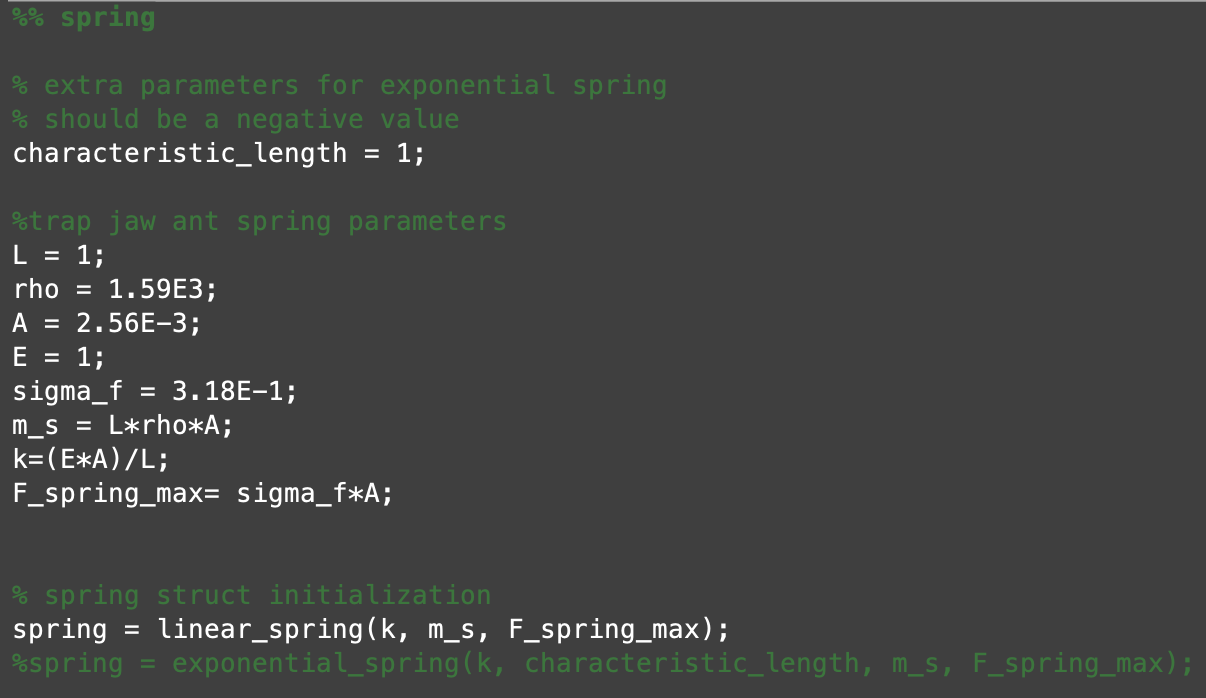 %% spring
% extra parameters for exponential spring
% should be a negative value
characteristic_length = 1;
%trap jaw ant spring parameters
L = 1;
rho = 1.59E3;
A = 2.56E-3;
E = 1;
sigma_f = 3.18E-1;
m_s = L*rho*A;
k=(E*A)/L;
F_spring_max= sigma_f*A;
% spring struct initialization
spring = linear_spring(k, m_s, F_spring_max);
%spring = exponential_spring(k, characteristic_length, m_s, F_spring_max);